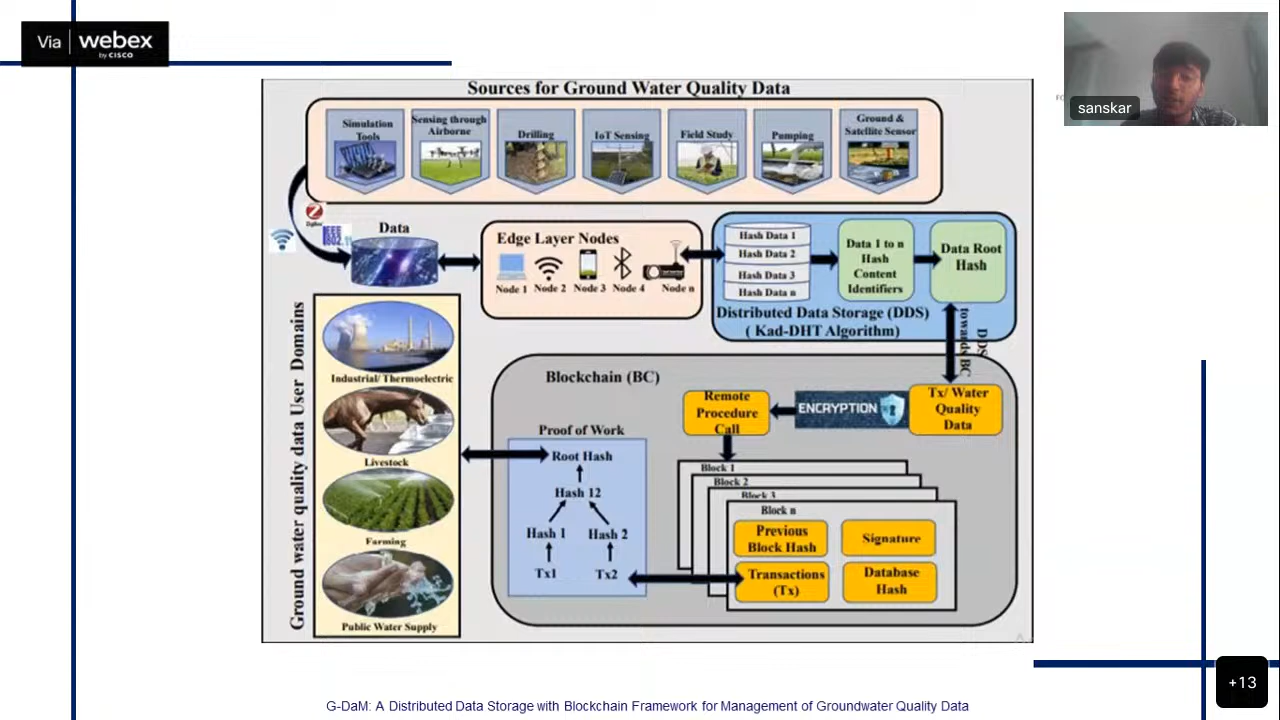 Via webex
by CISCO
sanskar
Sources for Ground Water Quality Data
Simulation
Tools
Sensing through
Airborne
Drilling
IoT Sensing
Field Study
Pumping
Ground &
Satellite Sensor
Data
Edge Layer Nodes
Node 1
Node 2
Node 3
Node 4
Node n
Hash Data 1
Hash Data 2
Hash Data 3
Hash Data n
Data 1 to n
Hash
Content
Identifiers
Data Root
Hash
Distributed Data Storage (DDS)
( Kad-DHT Algorithm)
DDS
towards BC
Ground water quality data User Domains
Industrial/ Thermoelectric
Livestock
Farming
Public Water Supply
Blockchain (BC)
Remote
Procedure
Call
ENCRYPTION
Tx/ Water
Quality
Data
Proof of Work
Root Hash
Hash 12
Hash 1
Hash 2
Tx1
Tx2
Block 1
Block 2
Block 3
Block n
Previous
Block Hash
Signature
Transactions
(Tx)
Database
Hash
+13
G-DaM: A Distributed Data Storage with Blockchain Framework for Management of Groundwater Quality Data